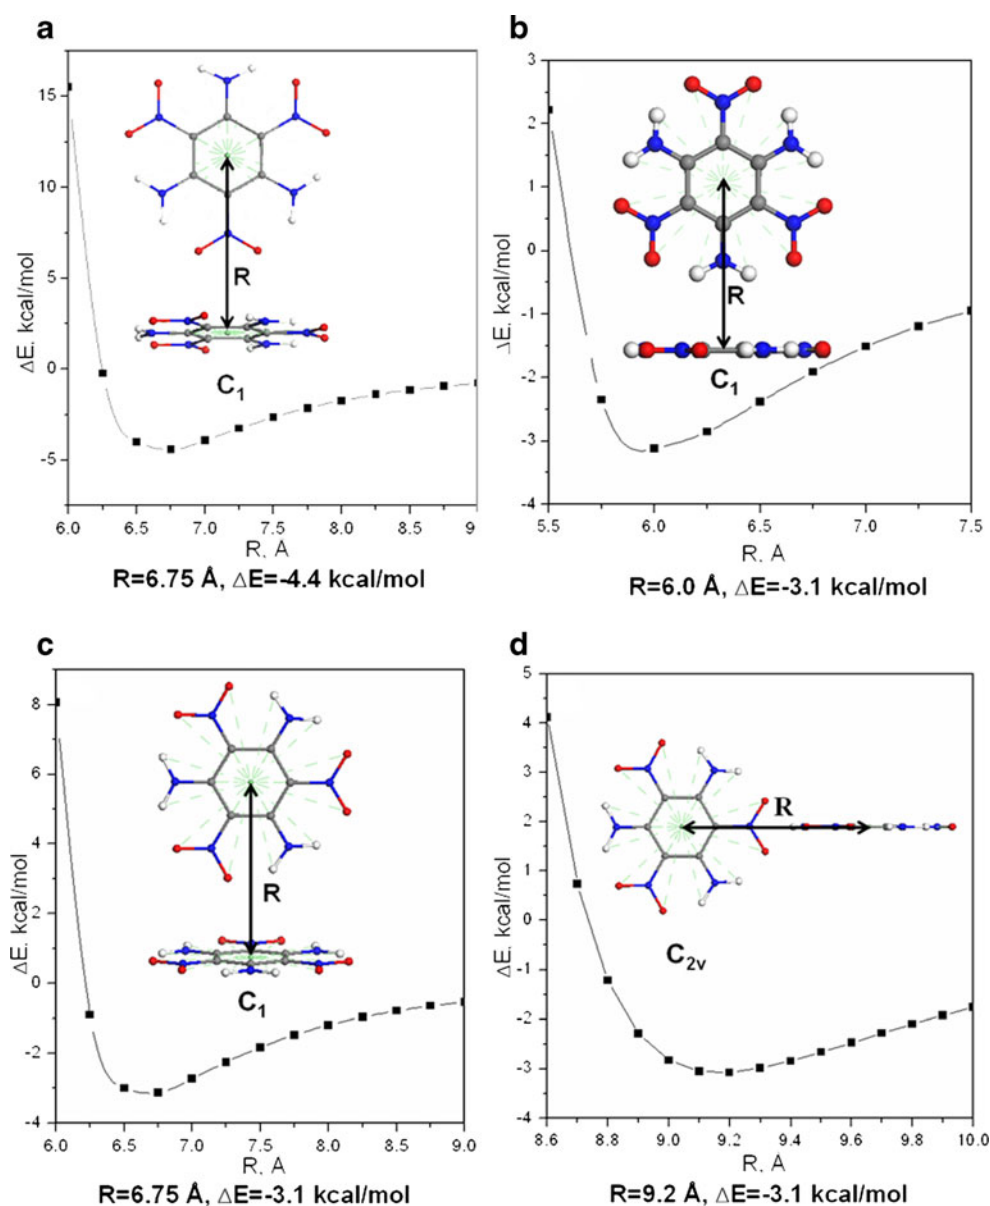 a
ΔE. kcal/mol
15
10
5
0
-5
R
C₁
6.0 6.5 7.0 7.5 8.0 8.5
R, A
R=6.75 Å, ΔE=-4.4 kcal/mol
b
ΔE. kcal/mol
3
2
1
0
-1
-2
-3
-4
R
C₁
5.5 6.0 6.5 7.0 7.5
R, A
R=6.0 Å, ΔE=-3.1 kcal/mol
c
ΔE. kcal/mol
8
6
4
2
0
-2
-4
R
C₁
6.0 6.5 7.0 7.5 8.0 8.5 9.0
R, A
R=6.75 Å, ΔE=-3.1 kcal/mol
d
ΔE. kcal/mol
5
4
3
2
1
0
-1
-2
-3
-4
R
C₂ᵥ
8.6 8.8 9.0 9.2 9.4 9.6 9.8 10.0
R, A
R=9.2 Å, ΔE=-3.1 kcal/mol